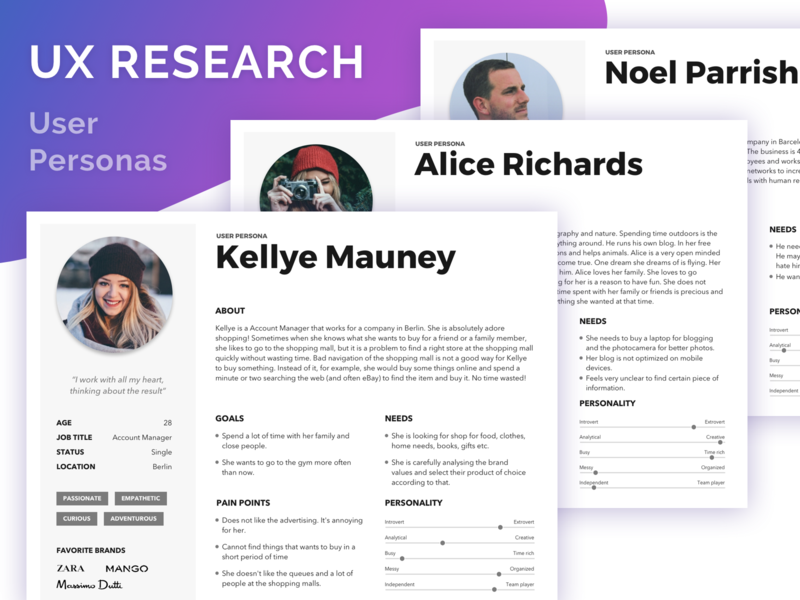 UX RESEARCH
User
Personas
USER PERSONA
Noel Parrish
mpany in Barcelo
The business is 4
oyees and works
networks to incre
ls with human re
NEEDS
He need
He may
hate him
He wan
PERSON
Introvert
Analytical
Busy
Messy
Independent
USER PERSONA
Alice Richards
graphy and nature. Spending time outdoors is the
ything around. He runs his own blog. In her free
ons and helps animals. Alice is a very open minded
come true. One dream she dreams of is flying. Her
him. Alice loves her family. She loves to go
g for her is a reason to have fun. She does not
time spent with her family or friends is precious and
thing she wanted at that time.
NEEDS
She needs to buy a laptop for blogging
and the photocamera for better photos.
Her blog is not optimized on mobile
devices.
Feels very unclear to find certain piece of
information.
PERSONALITY
Introvert Extrovert
Analytical Creative
Busy Time rich
Messy Organized
Independent Team player
"I work with all my heart,
thinking about the result"
AGE 28
JOB TITLE Account Manager
STATUS Single
LOCATION Berlin
PASSIONATE EMPATHETIC
CURIOUS ADVENTUROUS
FAVORITE BRANDS
ZARA MANGO
Massimo Dutti
USER PERSONA
Kellye Mauney
ABOUT
Kellye is a Account Manager that works for a company in Berlin. She is absolutely adore
shopping! Sometimes when she knows what she wants to buy for a friend or a family member,
she likes to go to the shopping mall, but it is a problem to find a right store at the shopping mall
quickly without wasting time. Bad navigation of the shopping mall is not a good way for Kellye
to buy something. Instead of it, for example, she would buy some things online and spend a
minute or two searching the web (and often eBay) to find the item and buy it. No time wasted!
GOALS
Spend a lot of time with her family and
close people.
She wants to go to the gym more often
than now.
NEEDS
She is looking for shop for food, clothes,
home needs, books, gifts etc.
She is carefully analysing the brand
values and select their product of choice
according to that.
PAIN POINTS
Does not like the advertising. It's annoying
for her.
Cannot find things that wants to buy in a
short period of time
She doesn't like the queues and a lot of
people at the shopping malls.
PERSONALITY
Introvert Extrovert
Analytical Creative
Busy Time rich
Messy Organized
Independent Team player